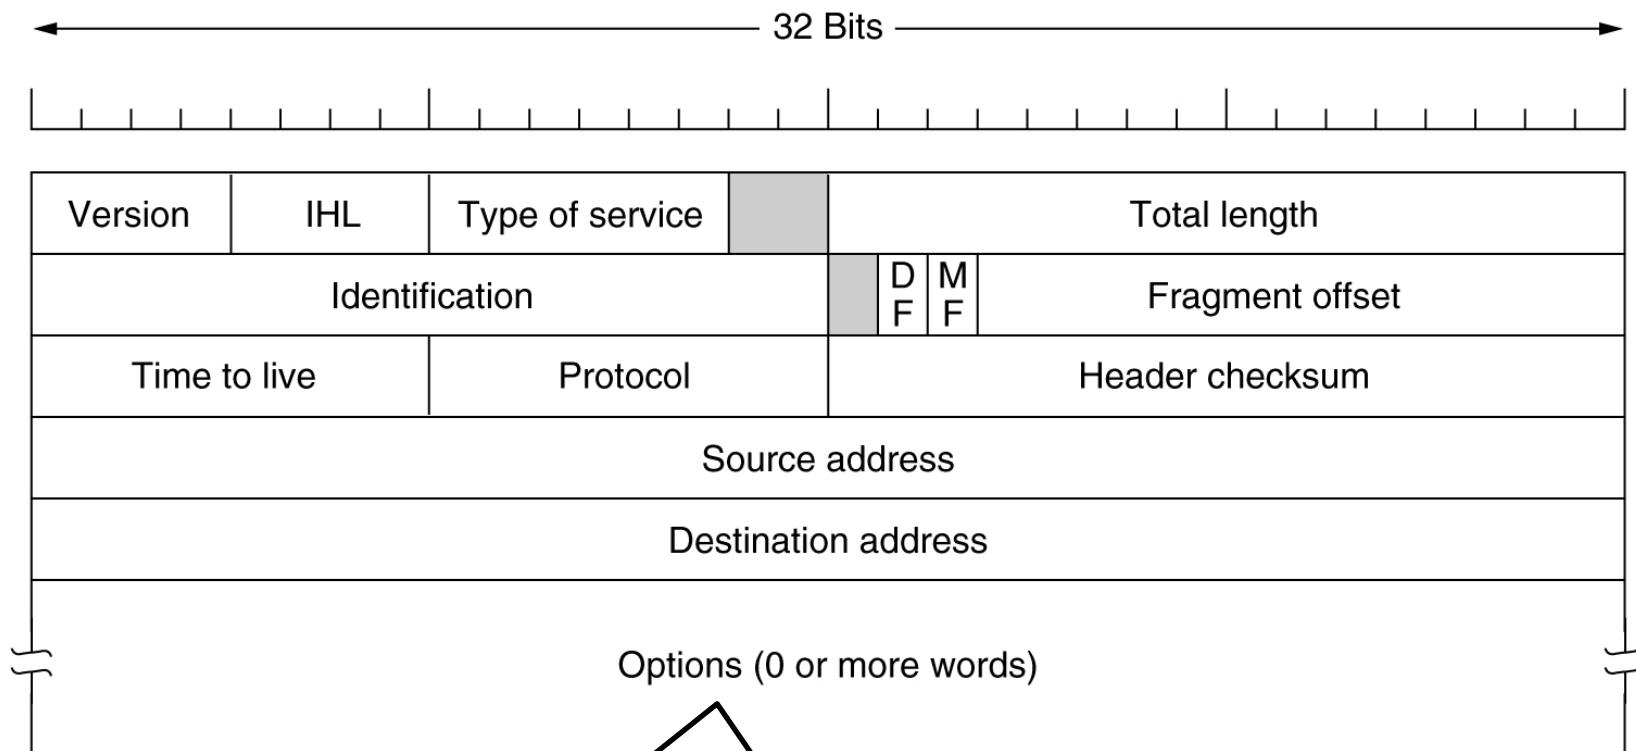 32 Bits
Version IHL Type of service Total length
Identification D F M F Fragment offset
Time to live Protocol Header checksum
Source address
Destination address
Options (0 or more words)